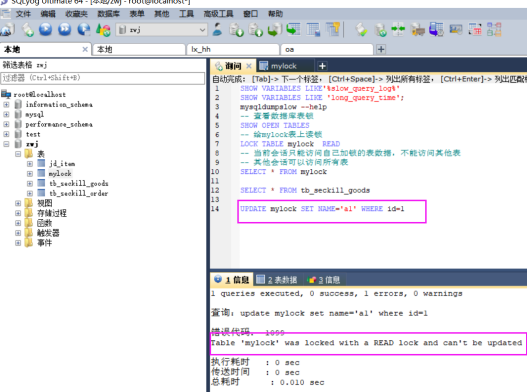 SQLyog Ultimate 64 - [本地/zwj - root@localhost*]
文件 编辑 收藏夹 数据库 表单 其他 工具 高级工具 窗口 帮助
zwj
本地 本地 lx_hh oa
筛选表格 zwj
过滤器 (Ctrl+Shift+B)
root@localhost
information_schema
mysql
performance_schema
test
zwj
表
jd_item
mylock
tb_seckill_goods
tb_seckill_order
视图
存储过程
函数
触发器
事件
询问 mylock
自动完成: [Tab]-> 下一个标签, [Ctrl+Space]-> 列出所有标签, [Ctrl+Enter]-> 列出匹配
1 SHOW VARIABLES LIKE'%slow_query_log%'
2 SHOW VARIABLES LIKE 'long_query_time';
3 mysqldumpslow --help
4 -- 查看数据库表锁
5 SHOW OPEN TABLES
6 -- 给mylock表上读锁
7 LOCK TABLE mylock READ
8 -- 当前会话只能访问自己加锁的表数据，不能访问其他表
9 -- 其他会话可以访问所有表
10 SELECT * FROM mylock
11
12 SELECT * FROM tb_seckill_goods
13
14 UPDATE mylock SET NAME='a1' WHERE id=1
1 信息 2 表数据 3 信息
1 queries executed, 0 success, 1 errors, 0 warnings
查询: update mylock set name='a1' where id=1
错误代码: 1099
Table 'mylock' was locked with a READ lock and can't be updated
执行耗时 : 0 sec
传送时间 : 0 sec
总耗时 : 0.010 sec